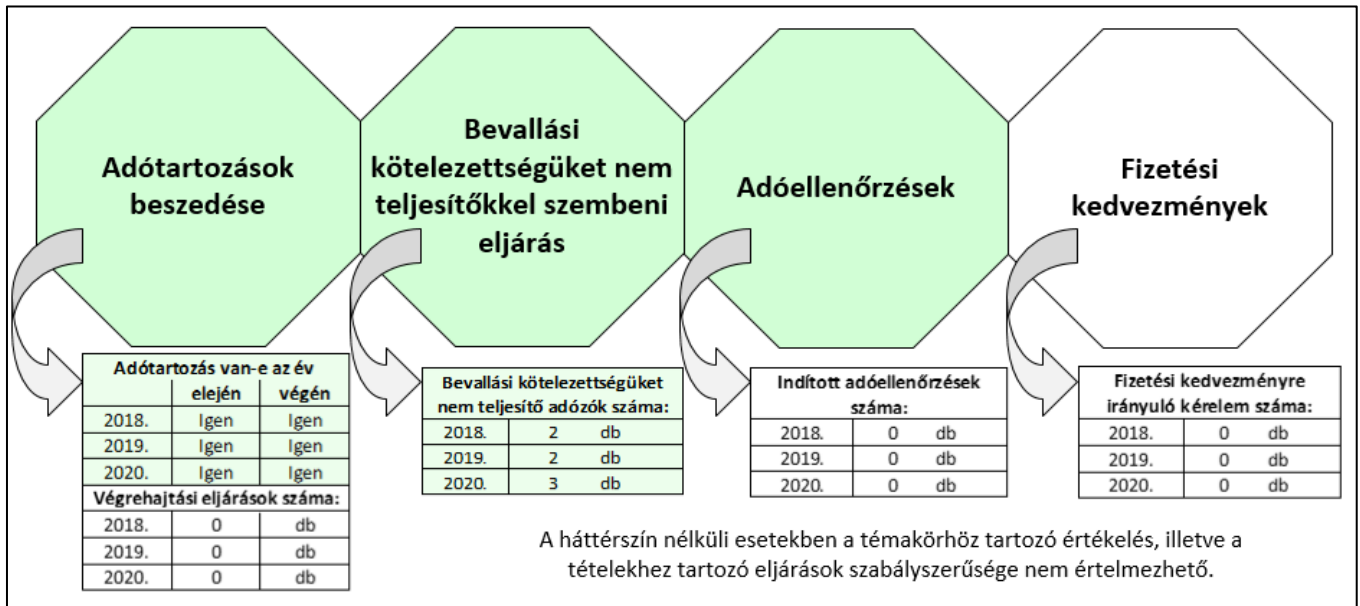 Adótartozások
beszedése
Bevallási
kötelezettségüket nem
teljesítőkkel szembeni
eljárás
Adóellenőrzések
Fizetési
kedvezmények
Adótartozás van-e az év
elején végén
2018. Igen Igen
2019. Igen Igen
2020. Igen Igen
Végrehajtási eljárások száma:
2018. 0 db
2019. 0 db
2020. 0 db
Bevallási kötelezettségüket
nem teljesítő adózók száma:
2018. 2 db
2019. 2 db
2020. 3 db
Indított adóellenőrzések
száma:
2018. 0 db
2019. 0 db
2020. 0 db
Fizetési kedvezményre
irányuló kérelem száma:
2018. 0 db
2019. 0 db
2020. 0 db
A háttérszín nélküli esetekben a témakörhöz tartozó értékelés, illetve a
tételekhez tartozó eljárások szabályszerűsége nem értelmezhető.